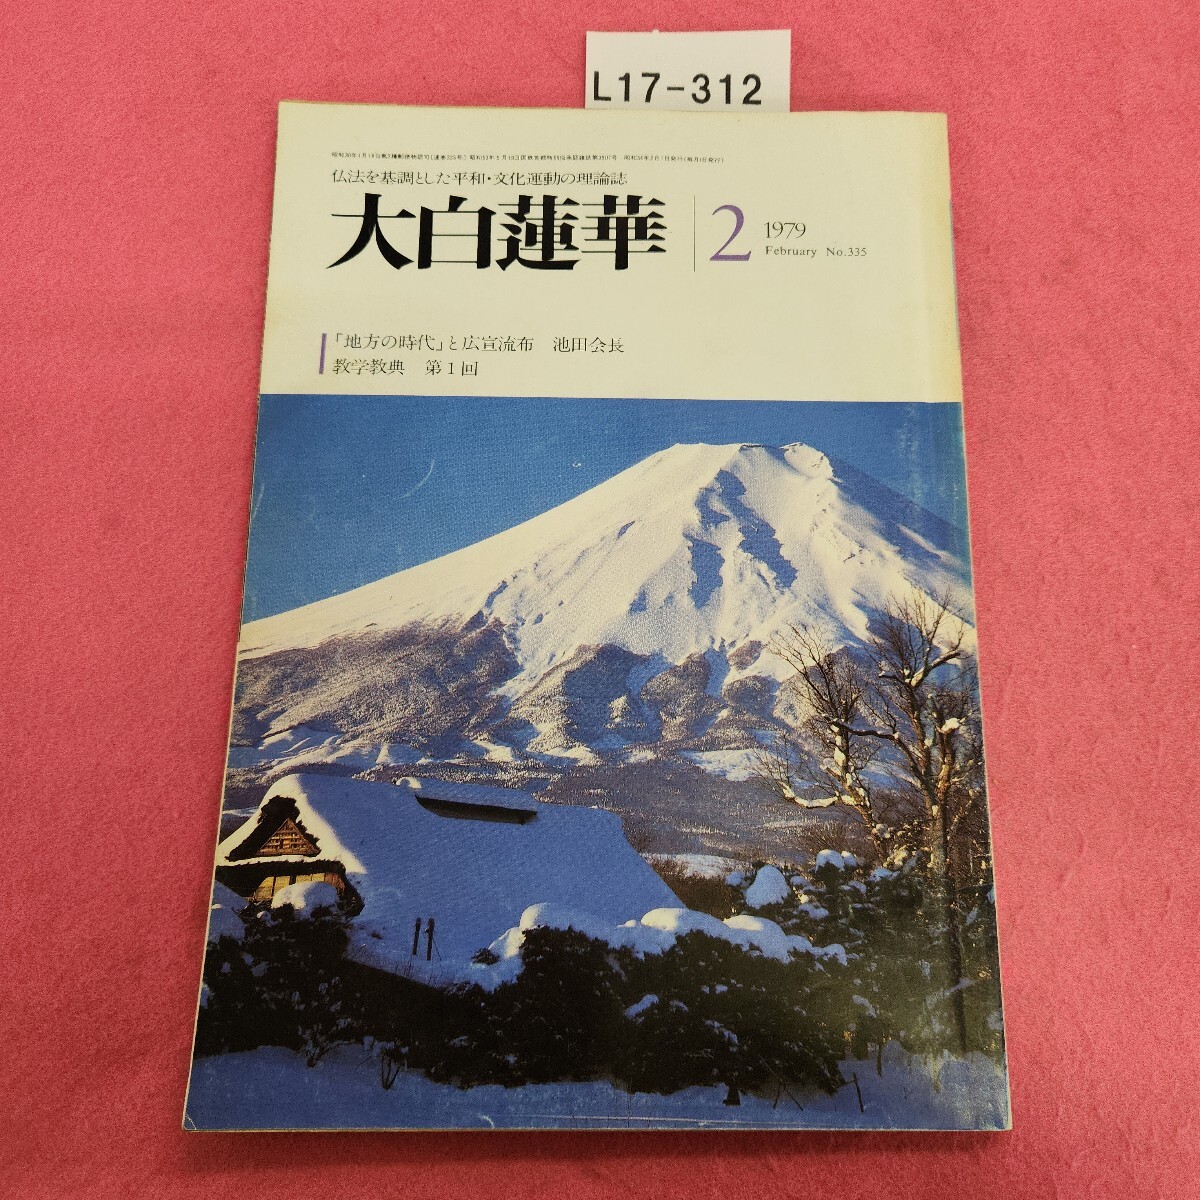 L17-312
仏法を基調とした平和・文化運動の理論誌
大白蓮華
2
1979
February No.335
「地方の時代」と広宣流布 池田会長
教学教典 第1回